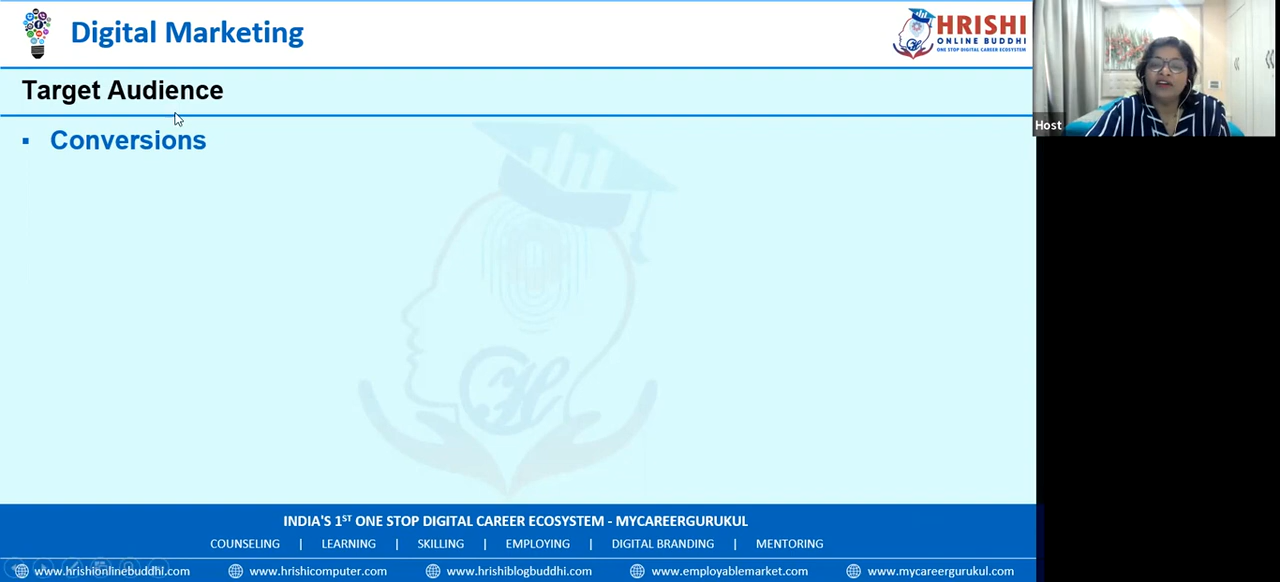 Digital Marketing
HRISHI
ONLINE BUDDHI
ONE STOP DIGITAL CAREER ECOSYSTEM
Target Audience
▪ Conversions
Host
INDIA'S 1ST ONE STOP DIGITAL CAREER ECOSYSTEM - MYCAREERGURUKUL
COUNSELING | LEARNING | SKILLING | EMPLOYING | DIGITAL BRANDING | MENTORING
www.hrishionlinebuddhi.com www.hrishicomputer.com www.hrishiblogbuddhi.com www.employablemarket.com www.mycareergurukul.com